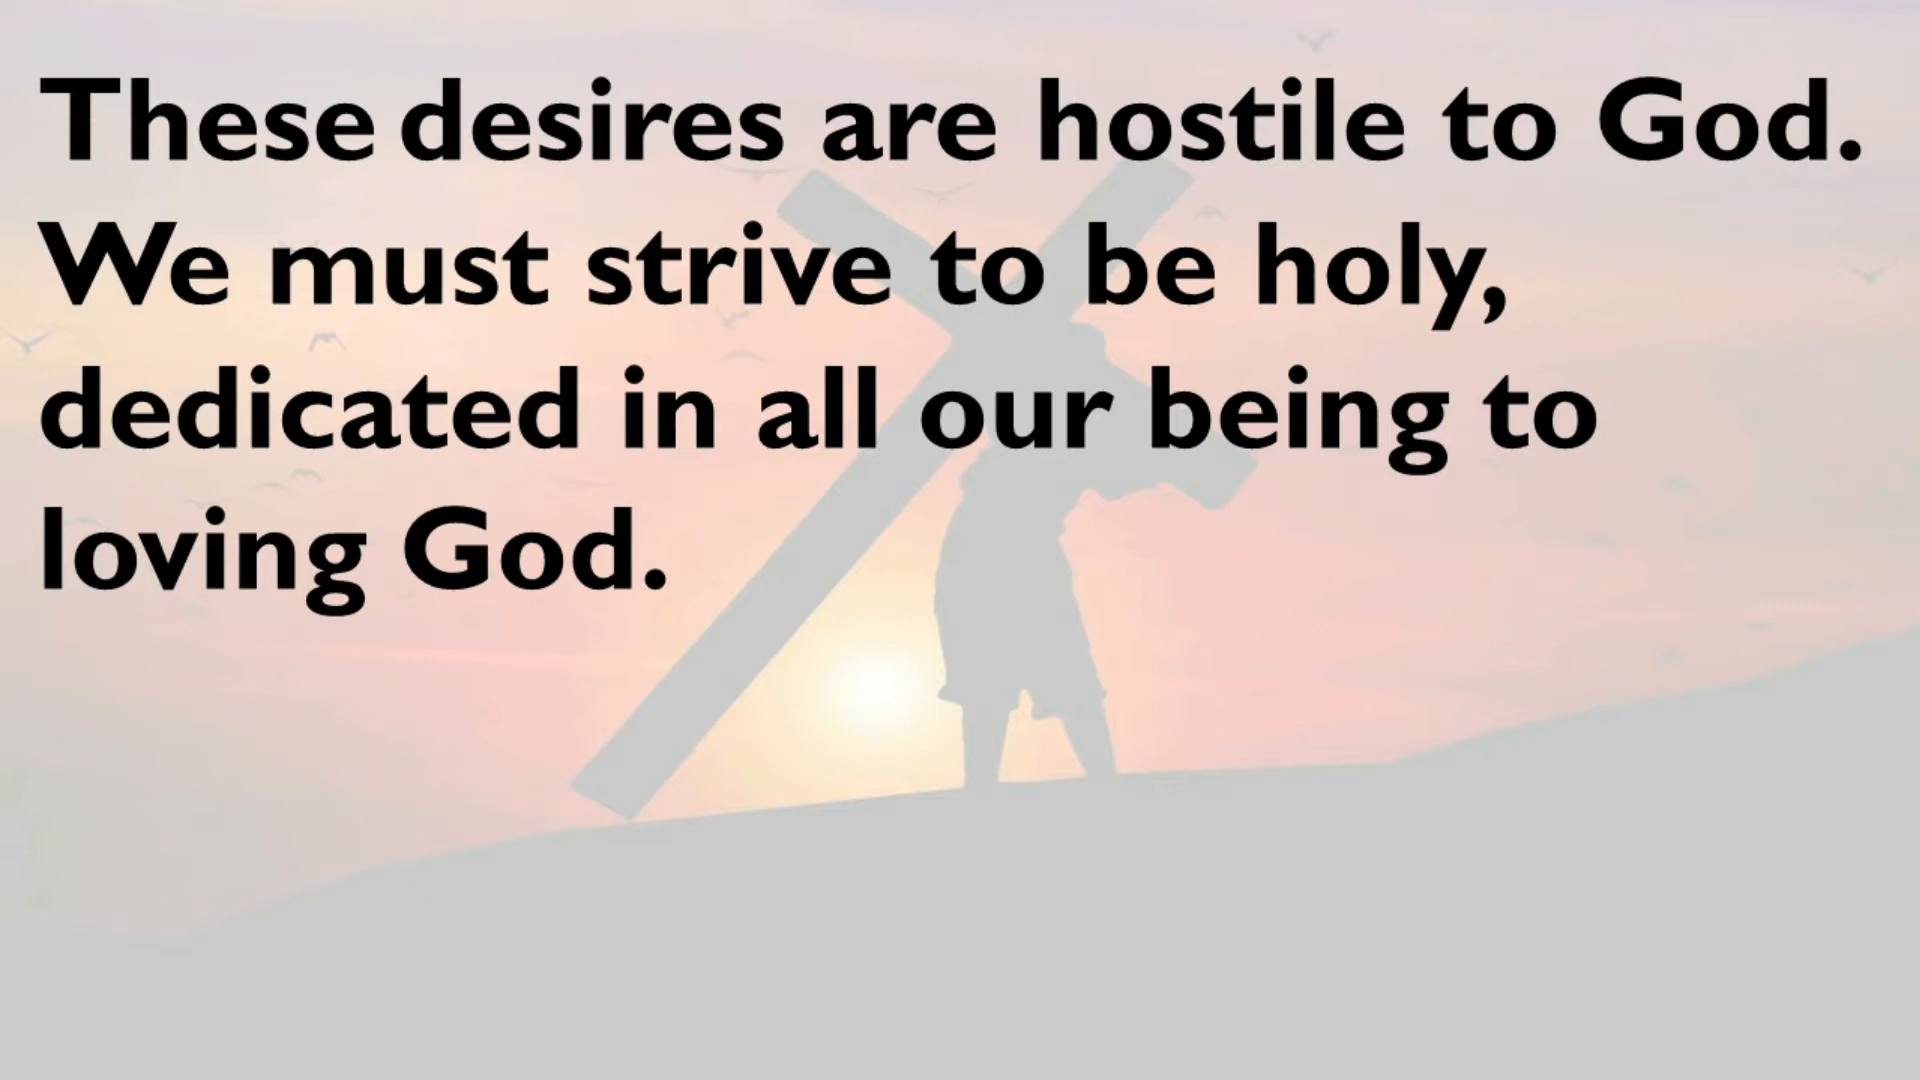 These desires are hostile to God.
We must strive to be holy,
dedicated in all our being to
loving God.